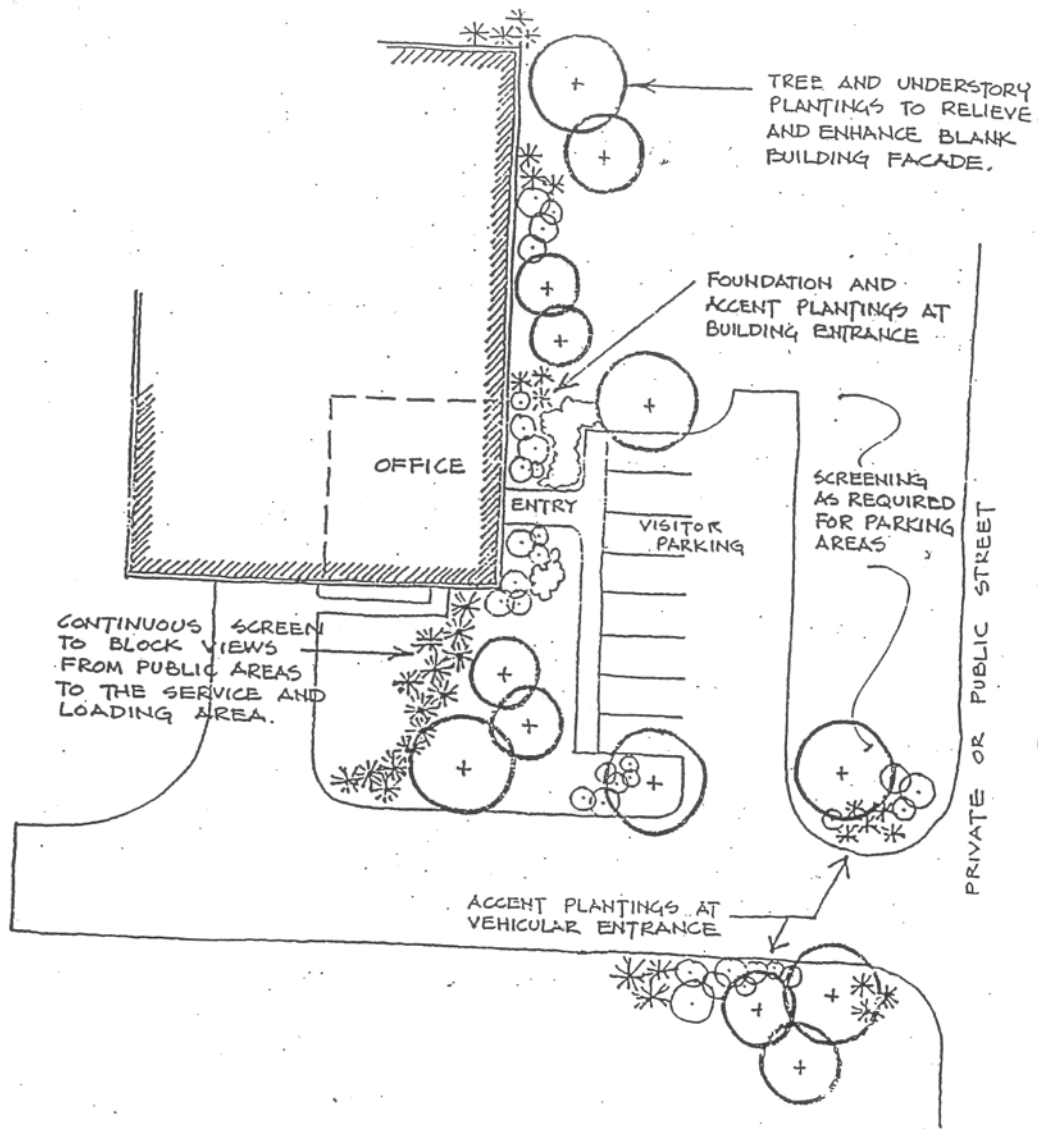 TREE AND UNDERSTORY
PLANTINGS TO RELIEVE
AND ENHANCE BLANK
BUILDING FACADE.
FOUNDATION AND
ACCENT PLANTINGS AT
BUILDING ENTRANCE
OFFICE
ENTRY
VISITOR
PARKING
SCREENING
AS REQUIRED
FOR PARKING
AREAS
PRIVATE OR PUBLIC STREET
CONTINUOUS SCREEN
TO BLOCK VIEWS
FROM PUBLIC AREAS
TO THE SERVICE AND
LOADING AREA.
ACCENT PLANTINGS AT
VEHICULAR ENTRANCE